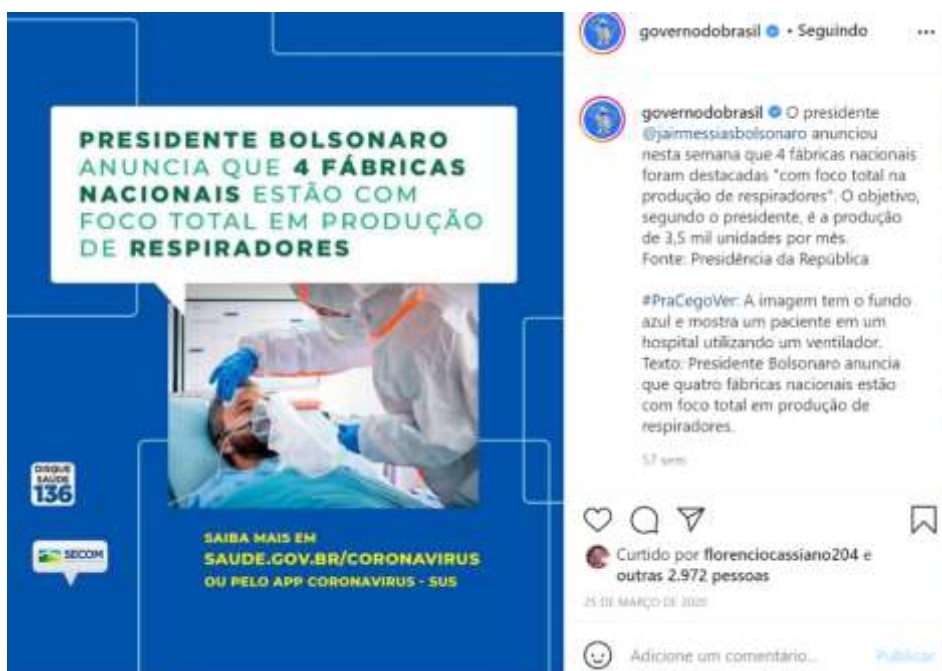 PRESIDENTE BOLSONARO
ANUNCIA QUE 4 FÁBRICAS
NACIONAIS ESTÃO COM
FOCO TOTAL EM PRODUÇÃO
DE RESPIRADORES
DISQUE
SAÚDE
136
SECOM
SAIBA MAIS EM
SAUDE.GOV.BR/CORONAVIRUS
OU PELO APP CORONAVIRUS - SUS
governodobrasil • Seguindo
governodobrasil O presidente
@jairmessiasbolsonaro anunciou
nesta semana que 4 fábricas nacionais
foram destacadas "com foco total na
produção de respiradores". O objetivo,
segundo o presidente, é a produção
de 3,5 mil unidades por mês.
Fonte: Presidência da República
#PraCegoVer: A imagem tem o fundo
azul e mostra um paciente em um
hospital utilizando um ventilador.
Texto: Presidente Bolsonaro anuncia
que quatro fábricas nacionais estão
com foco total em produção de
respiradores.
57 sem
Curtido por florenciocassiano204 e
outras 2.972 pessoas
25 DE MARÇO DE 2020
Adicione um comentário...
Publicar